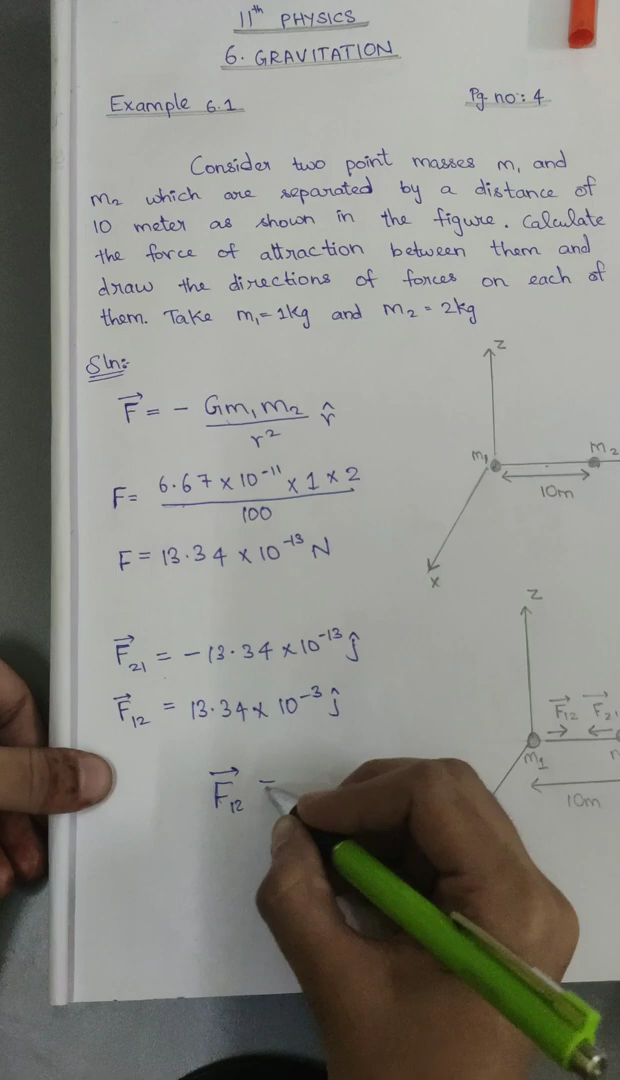 11th PHYSICS
6. GRAVITATION
Example 6.1
Pg. no: 4
Consider two point masses m₁ and
m₂ which are separated by a distance of
10 meter as shown in the figure. Calculate
the force of attraction between them and
draw the directions of forces on each of
them. Take m₁ = 1kg and m₂ = 2kg
Sln:-
F⃗ = - Gm₁m₂ / r² r̂
F = 6.67 × 10⁻¹¹ × 1 × 2 / 100
F = 13.34 × 10⁻¹³ N
F⃗₂₁ = - 13.34 × 10⁻¹³ ĵ
F⃗₁₂ = 13.34 × 10⁻³ ĵ
F⃗₁₂ =
z
m₁
m₂
10m
x
z
F⃗₁₂ F⃗₂₁
m₁
10m